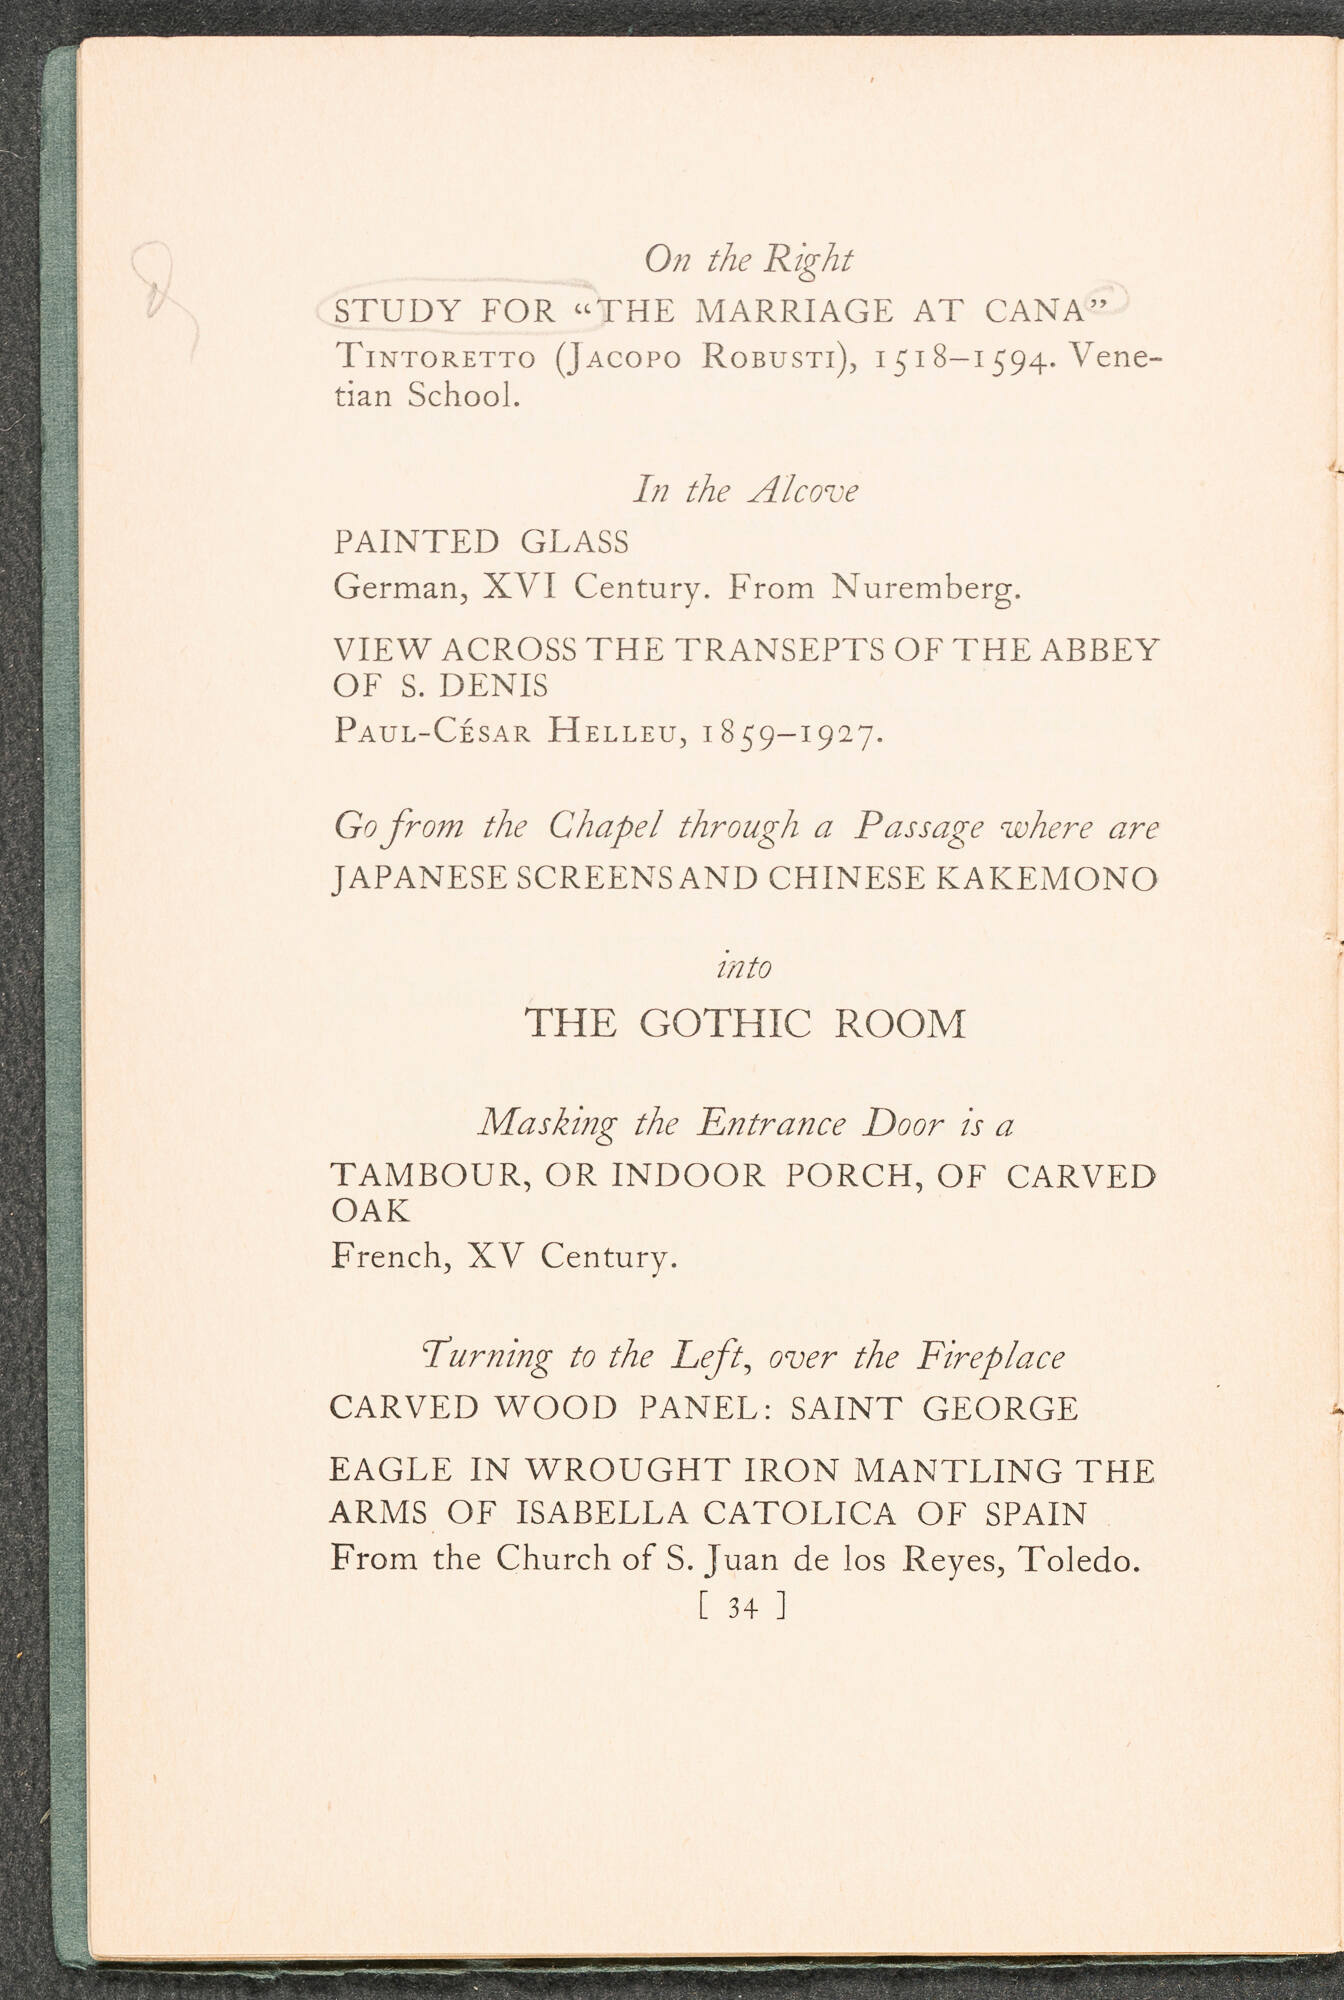 On the Right
STUDY FOR “THE MARRIAGE AT CANA”
Tintoretto (Jacopo Robusti), 1518–1594. Vene-
tian School.
In the Alcove
PAINTED GLASS
German, XVI Century. From Nuremberg.
VIEW ACROSS THE TRANSEPTS OF THE ABBEY
OF S. DENIS
Paul-César Helleu, 1859–1927.
Go from the Chapel through a Passage where are
JAPANESE SCREENS AND CHINESE KAKEMONO
into
THE GOTHIC ROOM
Masking the Entrance Door is a
TAMBOUR, OR INDOOR PORCH, OF CARVED
OAK
French, XV Century.
Turning to the Left, over the Fireplace
CARVED WOOD PANEL: SAINT GEORGE
EAGLE IN WROUGHT IRON MANTLING THE
ARMS OF ISABELLA CATOLICA OF SPAIN
From the Church of S. Juan de los Reyes, Toledo.
[ 34 ]